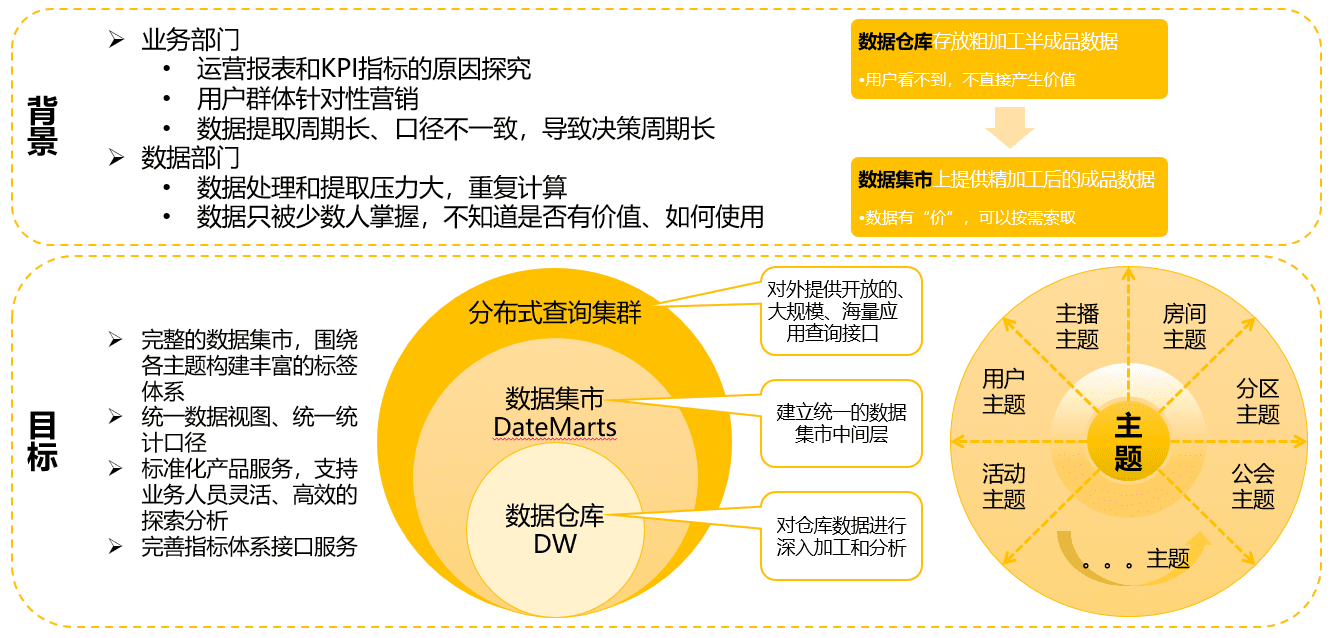 背景
➢ 业务部门
• 运营报表和KPI指标的原因探究
• 用户群体针对性营销
• 数据提取周期长、口径不一致，导致决策周期长
➢ 数据部门
• 数据处理和提取压力大，重复计算
• 数据只被少数人掌握，不知道是否有价值、如何使用
数据仓库存放粗加工半成品数据
•用户看不到，不直接产生价值
数据集市上提供精加工后的成品数据
•数据有“价”，可以按需索取
目标
➢ 完整的数据集市，围绕
各主题构建丰富的标签
体系
➢ 统一数据视图、统一统
计口径
➢ 标准化产品服务，支持
业务人员灵活、高效的
探索分析
➢ 完善指标体系接口服务
分布式查询集群
数据集市
DateMarts
数据仓库
DW
对外提供开放的、
大规模、海量应
用查询接口
建立统一的数据
集市中间层
对仓库数据进行
深入加工和分析
主播
主题
房间
主题
用户
主题
分区
主题
主
题
活动
主题
公会
主题
。。。主题